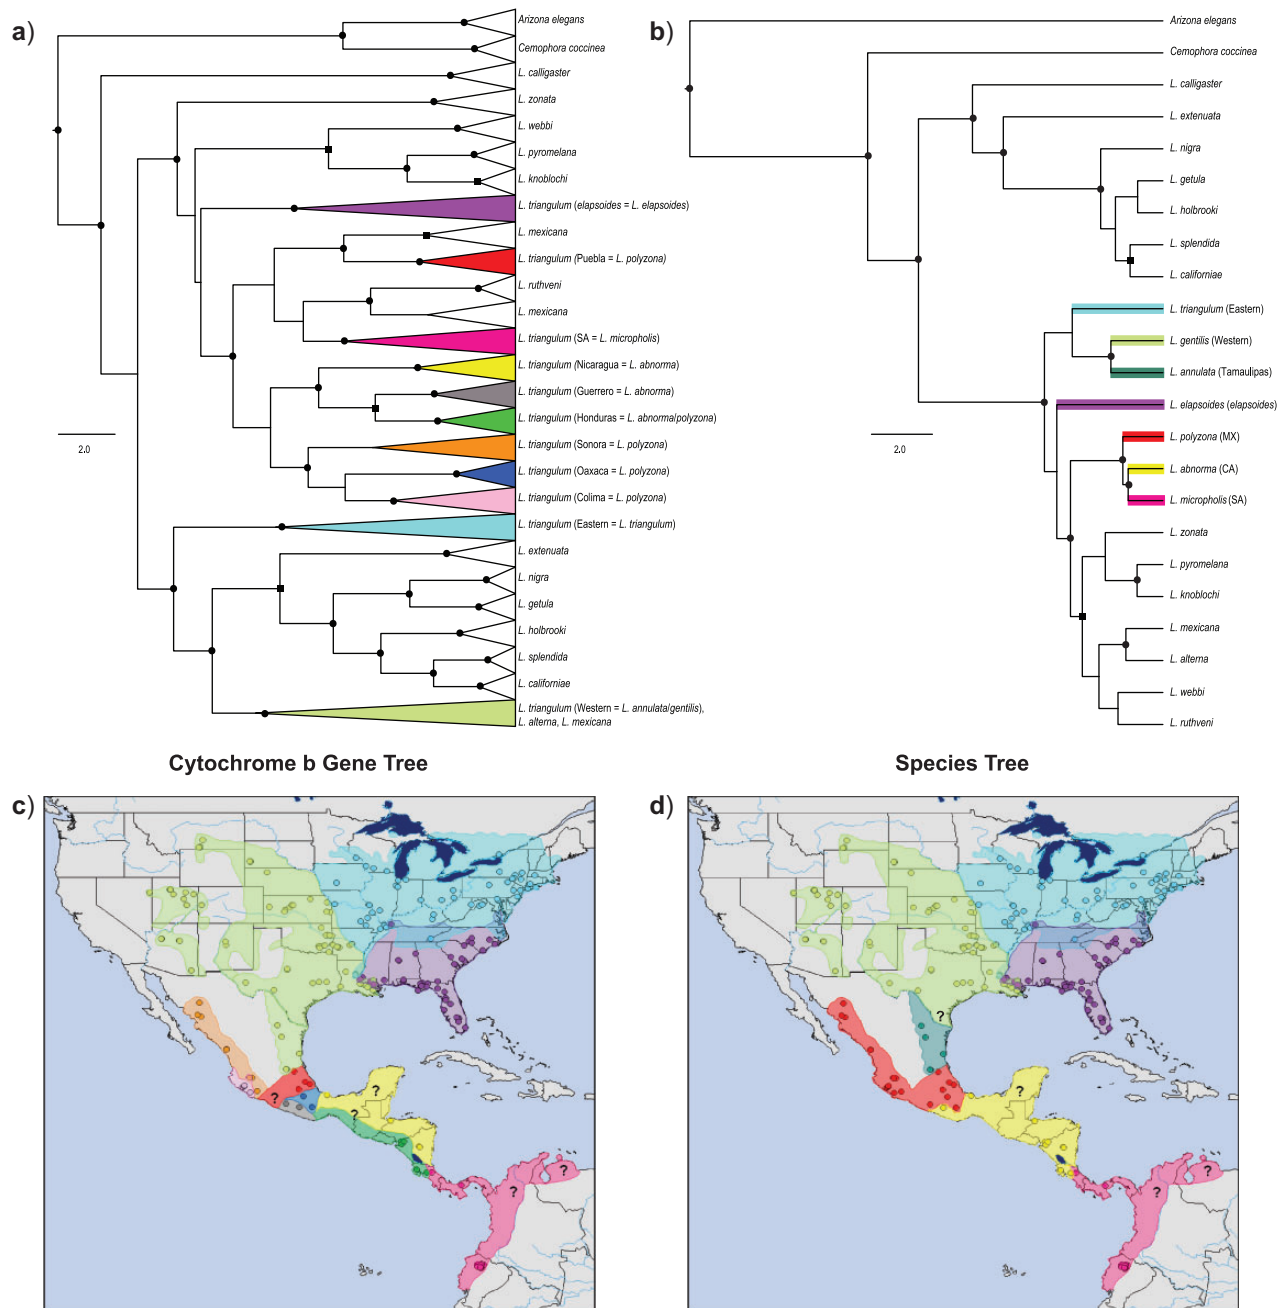 a)
Arizona elegans
Cemophora coccinea
L. calligaster
L. zonata
L. webbi
L. pyromelana
L. knoblochi
L. triangulum (elapsoides = L. elapsoides)
L. mexicana
L. triangulum (Puebla = L. polyzona)
L. ruthveni
L. mexicana
L. triangulum (SA = L. micropholis)
L. triangulum (Nicaragua = L. abnorma)
L. triangulum (Guerrero = L. abnorma)
L. triangulum (Honduras = L. abnorma/polyzona)
L. triangulum (Sonora = L. polyzona)
L. triangulum (Oaxaca = L. polyzona)
L. triangulum (Colima = L. polyzona)
L. triangulum (Eastern = L. triangulum)
L. extenuata
L. nigra
L. getula
L. holbrooki
L. splendida
L. californiae
L. triangulum (Western = L. annulata/gentilis),
L. alterna, L. mexicana
2.0
Cytochrome b Gene Tree
b)
Arizona elegans
Cemophora coccinea
L. calligaster
L. extenuata
L. nigra
L. getula
L. holbrooki
L. splendida
L. californiae
L. triangulum (Eastern)
L. gentilis (Western)
L. annulata (Tamaulipas)
L. elapsoides (elapsoides)
L. polyzona (MX)
L. abnorma (CA)
L. micropholis (SA)
L. zonata
L. pyromelana
L. knoblochi
L. mexicana
L. alterna
L. webbi
L. ruthveni
2.0
Species Tree
c)
?
?
?
?
?
d)
?
?
?
?